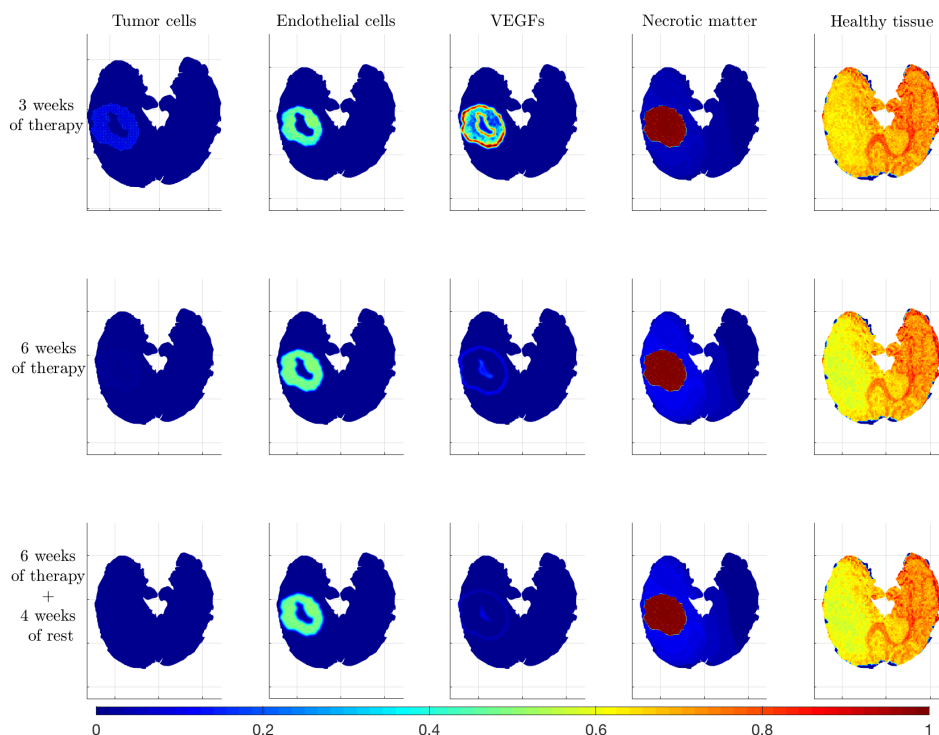 Tumor cells
Endothelial cells
VEGFs
Necrotic matter
Healthy tissue
3 weeks
of therapy
6 weeks
of therapy
6 weeks
of therapy
+
4 weeks
of rest
0
0.2
0.4
0.6
0.8
1